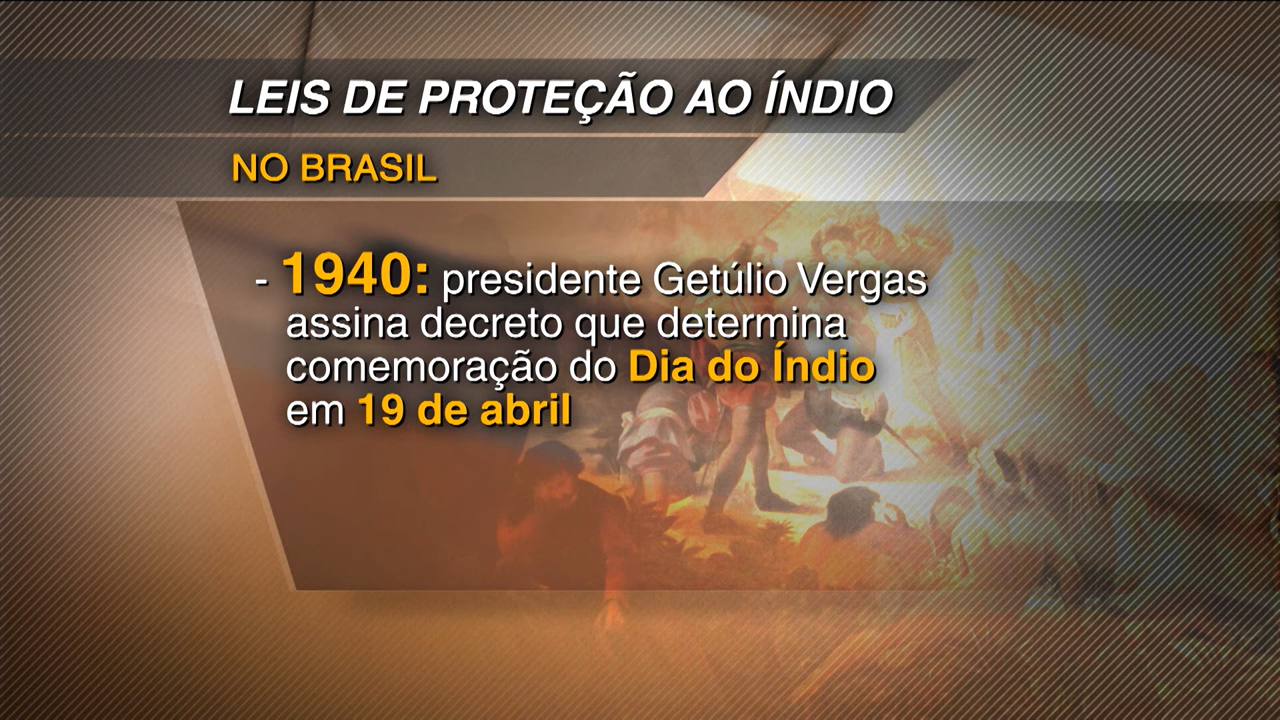 LEIS DE PROTEÇÃO AO ÍNDIO
NO BRASIL
- 1940: presidente Getúlio Vergas
assina decreto que determina
comemoração do Dia do Índio
em 19 de abril